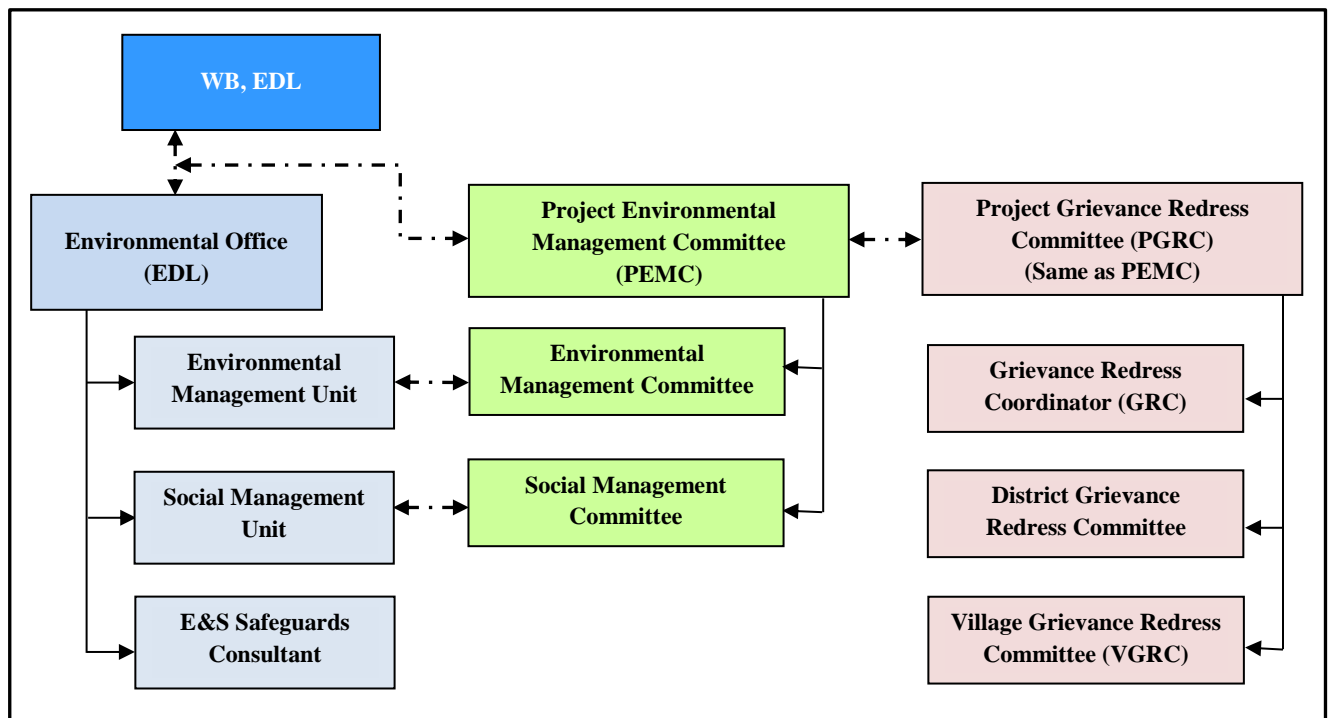 WB, EDL
Environmental Office
(EDL)
Project Environmental
Management Committee
(PEMC)
Project Grievance Redress
Committee (PGRC)
(Same as PEMC)
Environmental
Management Unit
Environmental
Management Committee
Grievance Redress
Coordinator (GRC)
Social Management
Unit
Social Management
Committee
District Grievance
Redress Committee
E&S Safeguards
Consultant
Village Grievance Redress
Committee (VGRC)